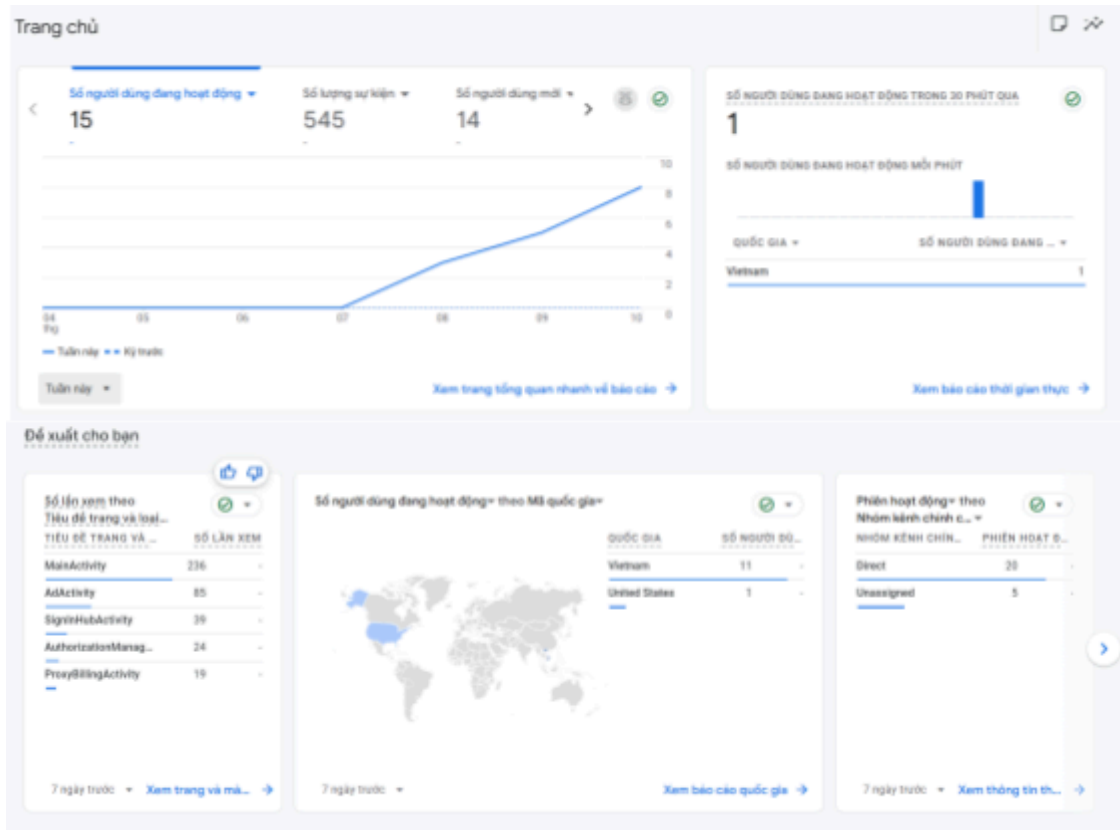 Trang chủ
Số người dùng đang hoạt động
15
-
Số lượng sự kiện
545
-
Số người dùng mới
14
-
10
8
6
4
2
0
04
thg
05
06
07
08
09
10
Tuần này
Kỳ trước
Tuần này
Xem trang tổng quan nhanh về báo cáo
SỐ NGƯỜI DÙNG ĐANG HOẠT ĐỘNG TRONG 30 PHÚT QUA
1
SỐ NGƯỜI DÙNG ĐANG HOẠT ĐỘNG MỖI PHÚT
QUỐC GIA
SỐ NGƯỜI DÙNG ĐANG ...
Vietnam 1
Xem báo cáo thời gian thực
Đề xuất cho bạn
Số lần xem theo
Tiêu đề trang và loại...
TIÊU ĐỀ TRANG VÀ ... SỐ LẦN XEM
MainActivity 236 -
AdActivity 85 -
SignInHubActivity 39 -
AuthorizationManag... 24 -
ProxyBillingActivity 19 -
7 ngày trước
Xem trang và mà...
Số người dùng đang hoạt động theo Mã quốc gia
QUỐC GIA SỐ NGƯỜI DÙ...
Vietnam 11 -
United States 1 -
7 ngày trước
Xem báo cáo quốc gia
Phiên hoạt động theo
Nhóm kênh chính c...
NHÓM KÊNH CHÍN... PHIÊN HOẠT Đ...
Direct 20 -
Unassigned 5 -
7 ngày trước
Xem thông tin th...